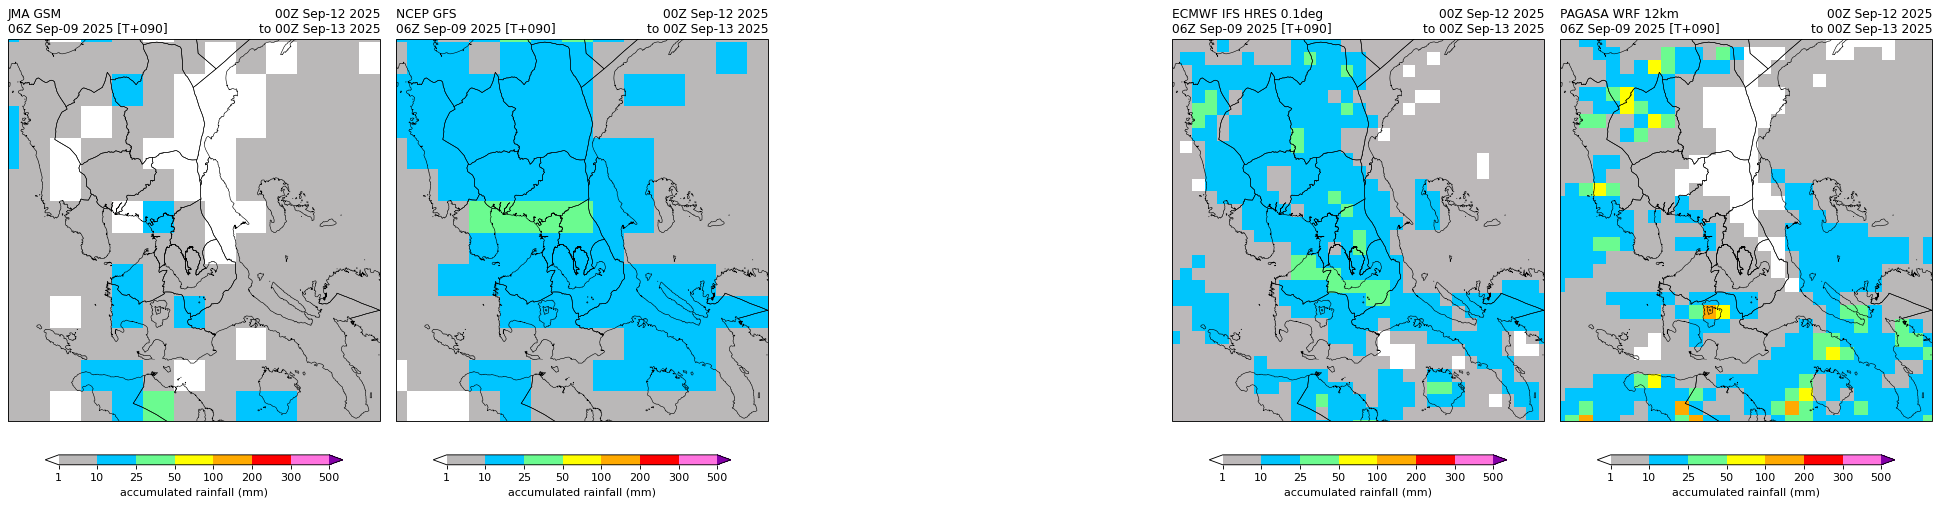 JMA GSM
00Z Sep-12 2025
06Z Sep-09 2025 [T+090]
to 00Z Sep-13 2025
1 10 25 50 100 200 300 500
accumulated rainfall (mm)
NCEP GFS
00Z Sep-12 2025
06Z Sep-09 2025 [T+090]
to 00Z Sep-13 2025
1 10 25 50 100 200 300 500
accumulated rainfall (mm)
ECMWF IFS HRES 0.1deg
00Z Sep-12 2025
06Z Sep-09 2025 [T+090]
to 00Z Sep-13 2025
1 10 25 50 100 200 300 500
accumulated rainfall (mm)
PAGASA WRF 12km
00Z Sep-12 2025
06Z Sep-09 2025 [T+090]
to 00Z Sep-13 2025
1 10 25 50 100 200 300 500
accumulated rainfall (mm)